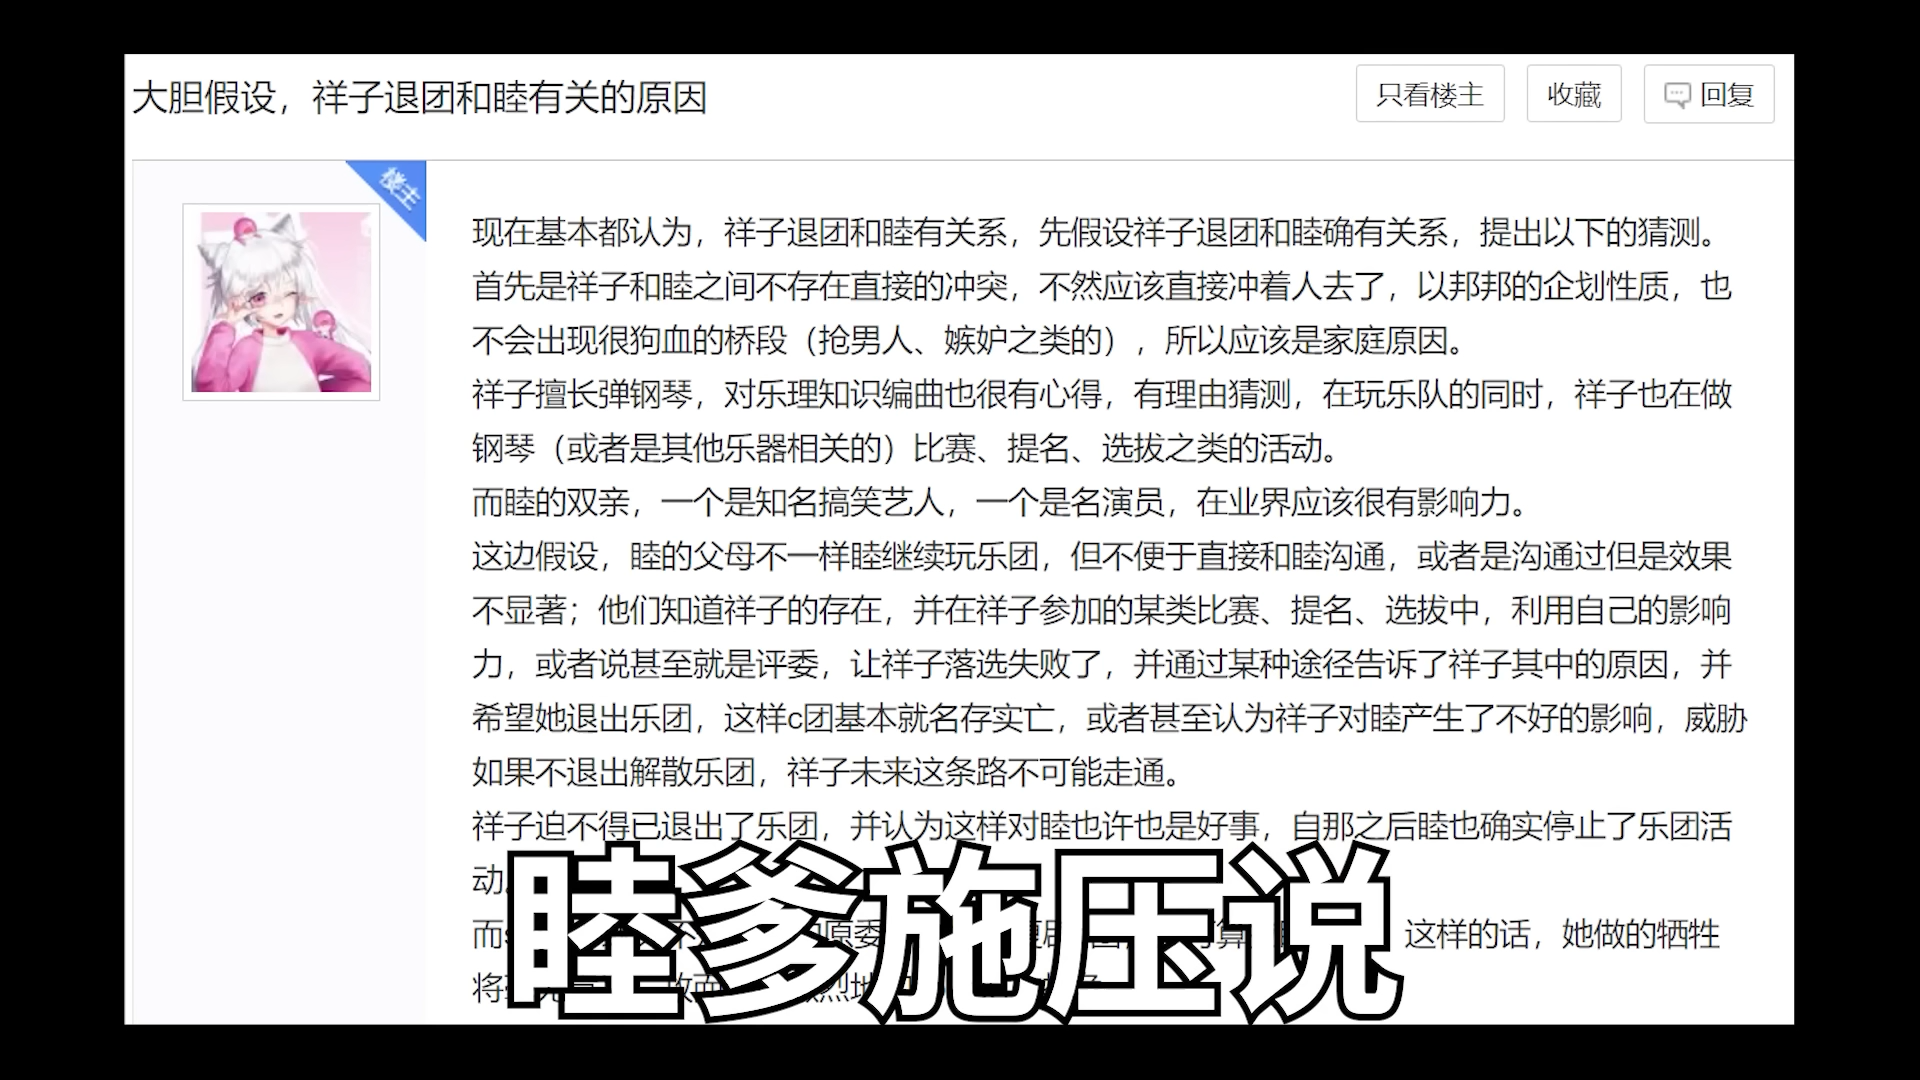 大胆假设，祥子退团和睦有关的原因
只看楼主
收藏
回复
楼主
现在基本都认为，祥子退团和睦有关系，先假设祥子退团和睦确有关系，提出以下的猜测。
首先是祥子和睦之间不存在直接的冲突，不然应该直接冲着人去了，以邦邦的企划性质，也
不会出现很狗血的桥段（抢男人、嫉妒之类的），所以应该是家庭原因。
祥子擅长弹钢琴，对乐理知识编曲也很有心得，有理由猜测，在玩乐队的同时，祥子也在做
钢琴（或者是其他乐器相关的）比赛、提名、选拔之类的活动。
而睦的双亲，一个是知名搞笑艺人，一个是名演员，在业界应该很有影响力。
这边假设，睦的父母不一样睦继续玩乐团，但不便于直接和睦沟通，或者是沟通过但是效果
不显著；他们知道祥子的存在，并在祥子参加的某类比赛、提名、选拔中，利用自己的影响
力，或者说甚至就是评委，让祥子落选失败了，并通过某种途径告诉了祥子其中的原因，并
希望她退出乐团，这样c团基本就名存实亡，或者甚至认为祥子对睦产生了不好的影响，威胁
如果不退出解散乐团，祥子未来这条路不可能走通。
祥子迫不得已退出了乐团，并认为这样对睦也许也是好事，自那之后睦也确实停止了乐团活
动
而 原委 这样的话，她做的牺牲
将
睦爹施压说